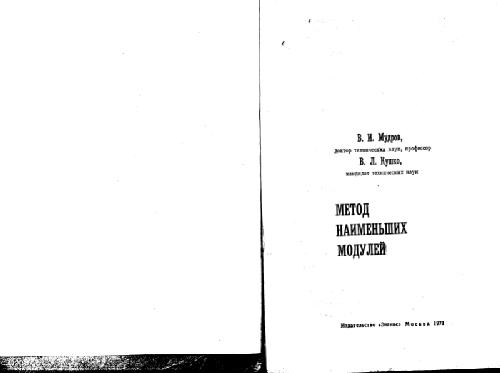 В. И. Мудров,
доктор технических наук, профессор
В. Л. Кушко,
кандидат технических наук
МЕТОД
НАИМЕНЬШИХ
МОДУЛЕЙ
Издательство «Знание» Москва 1971